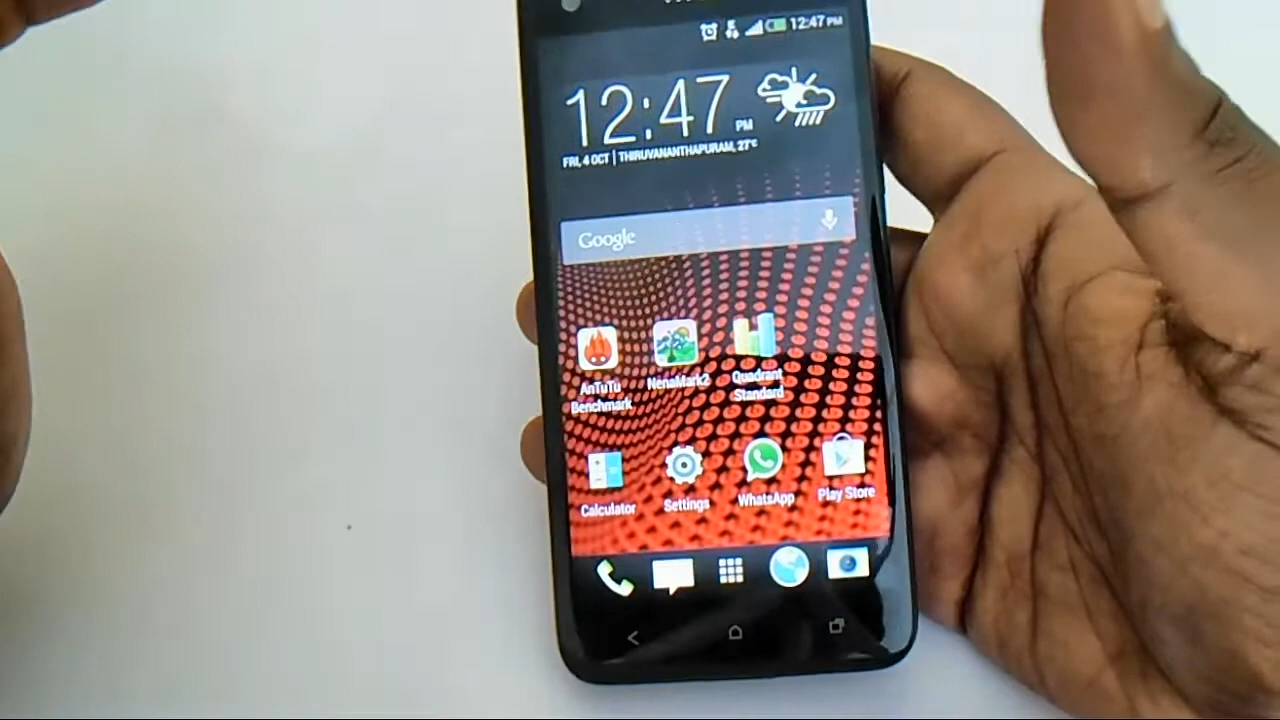 12:47 PM
12:47 PM
FRI, 4 OCT | THIRUVANANTHAPURAM, 27°C
Google
AnTuTu
Benchmark
NenaMark2
Quadrant
Standard
Calculator
Settings
WhatsApp
Play Store